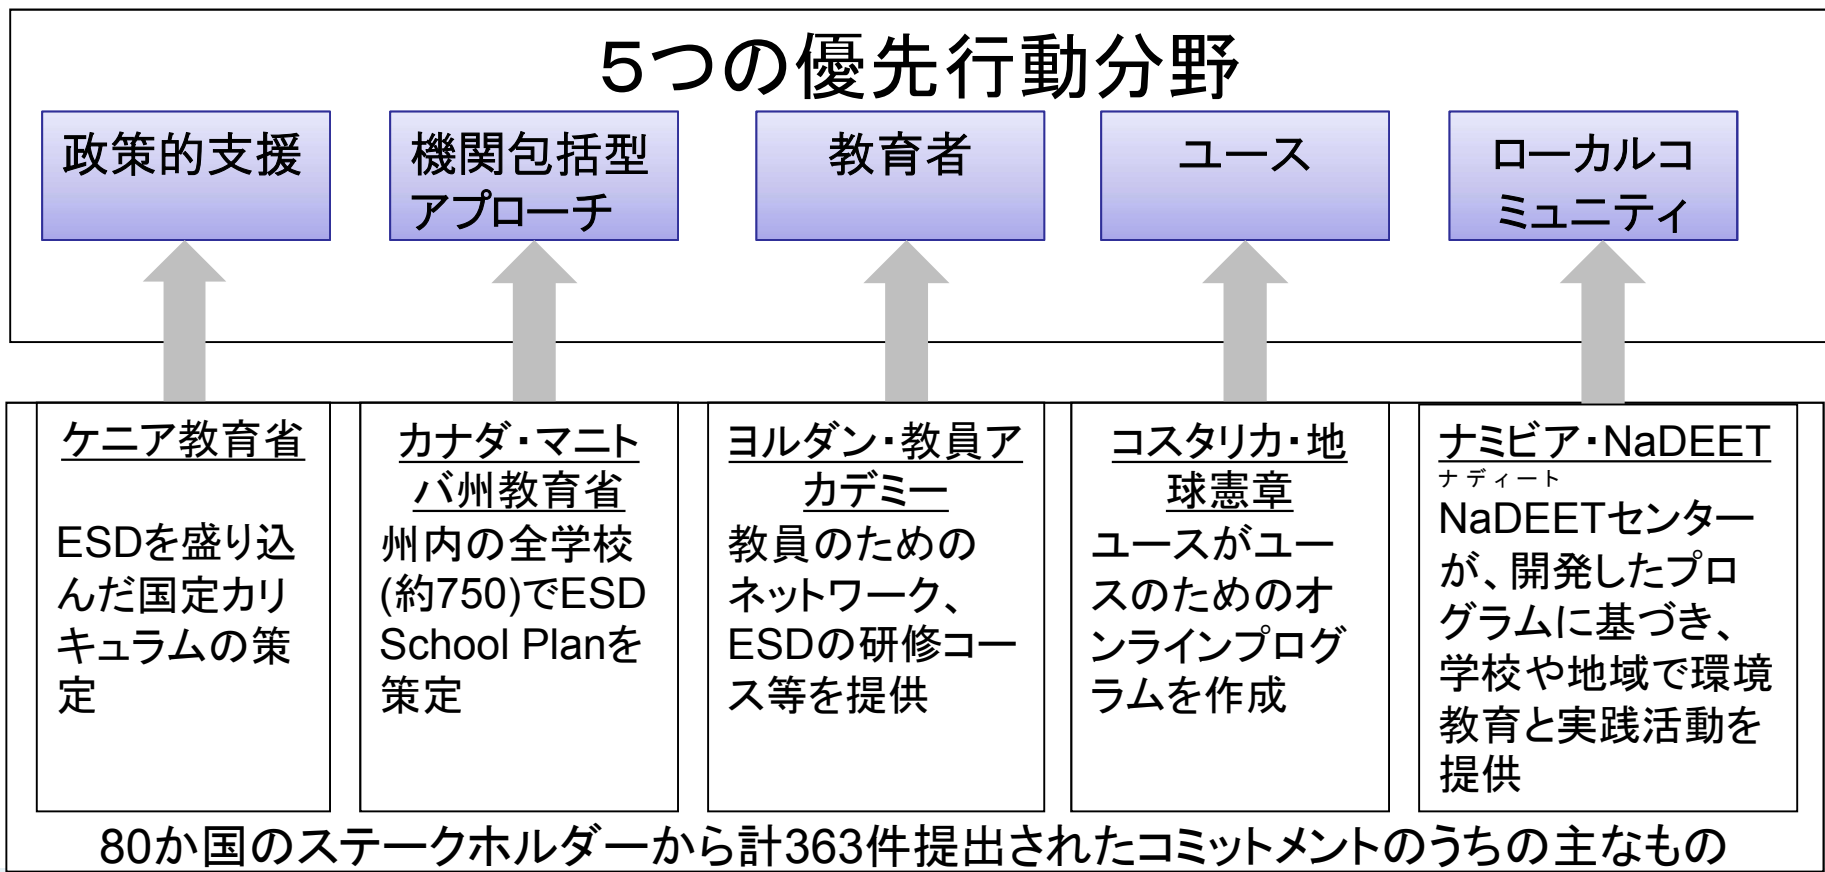 ５つの優先行動分野
政策的支援
機関包括型
アプローチ
教育者
ユース
ローカルコ
ミュニティ
ケニア教育省
ESDを盛り込
んだ国定カリ
キュラムの策
定
カナダ・マニト
バ州教育省
州内の全学校
(約750)でESD
School Planを
策定
ヨルダン・教員ア
カデミー
教員のための
ネットワーク、
ESDの研修コー
ス等を提供
コスタリカ・地
球憲章
ユースがユー
スのためのオ
ンラインプログ
ラムを作成
ナミビア・NaDEET
ナディート
NaDEETセンター
が、開発したプロ
グラムに基づき、
学校や地域で環境
教育と実践活動を
提供
80か国のステークホルダーから計363件提出されたコミットメントのうちの主なもの